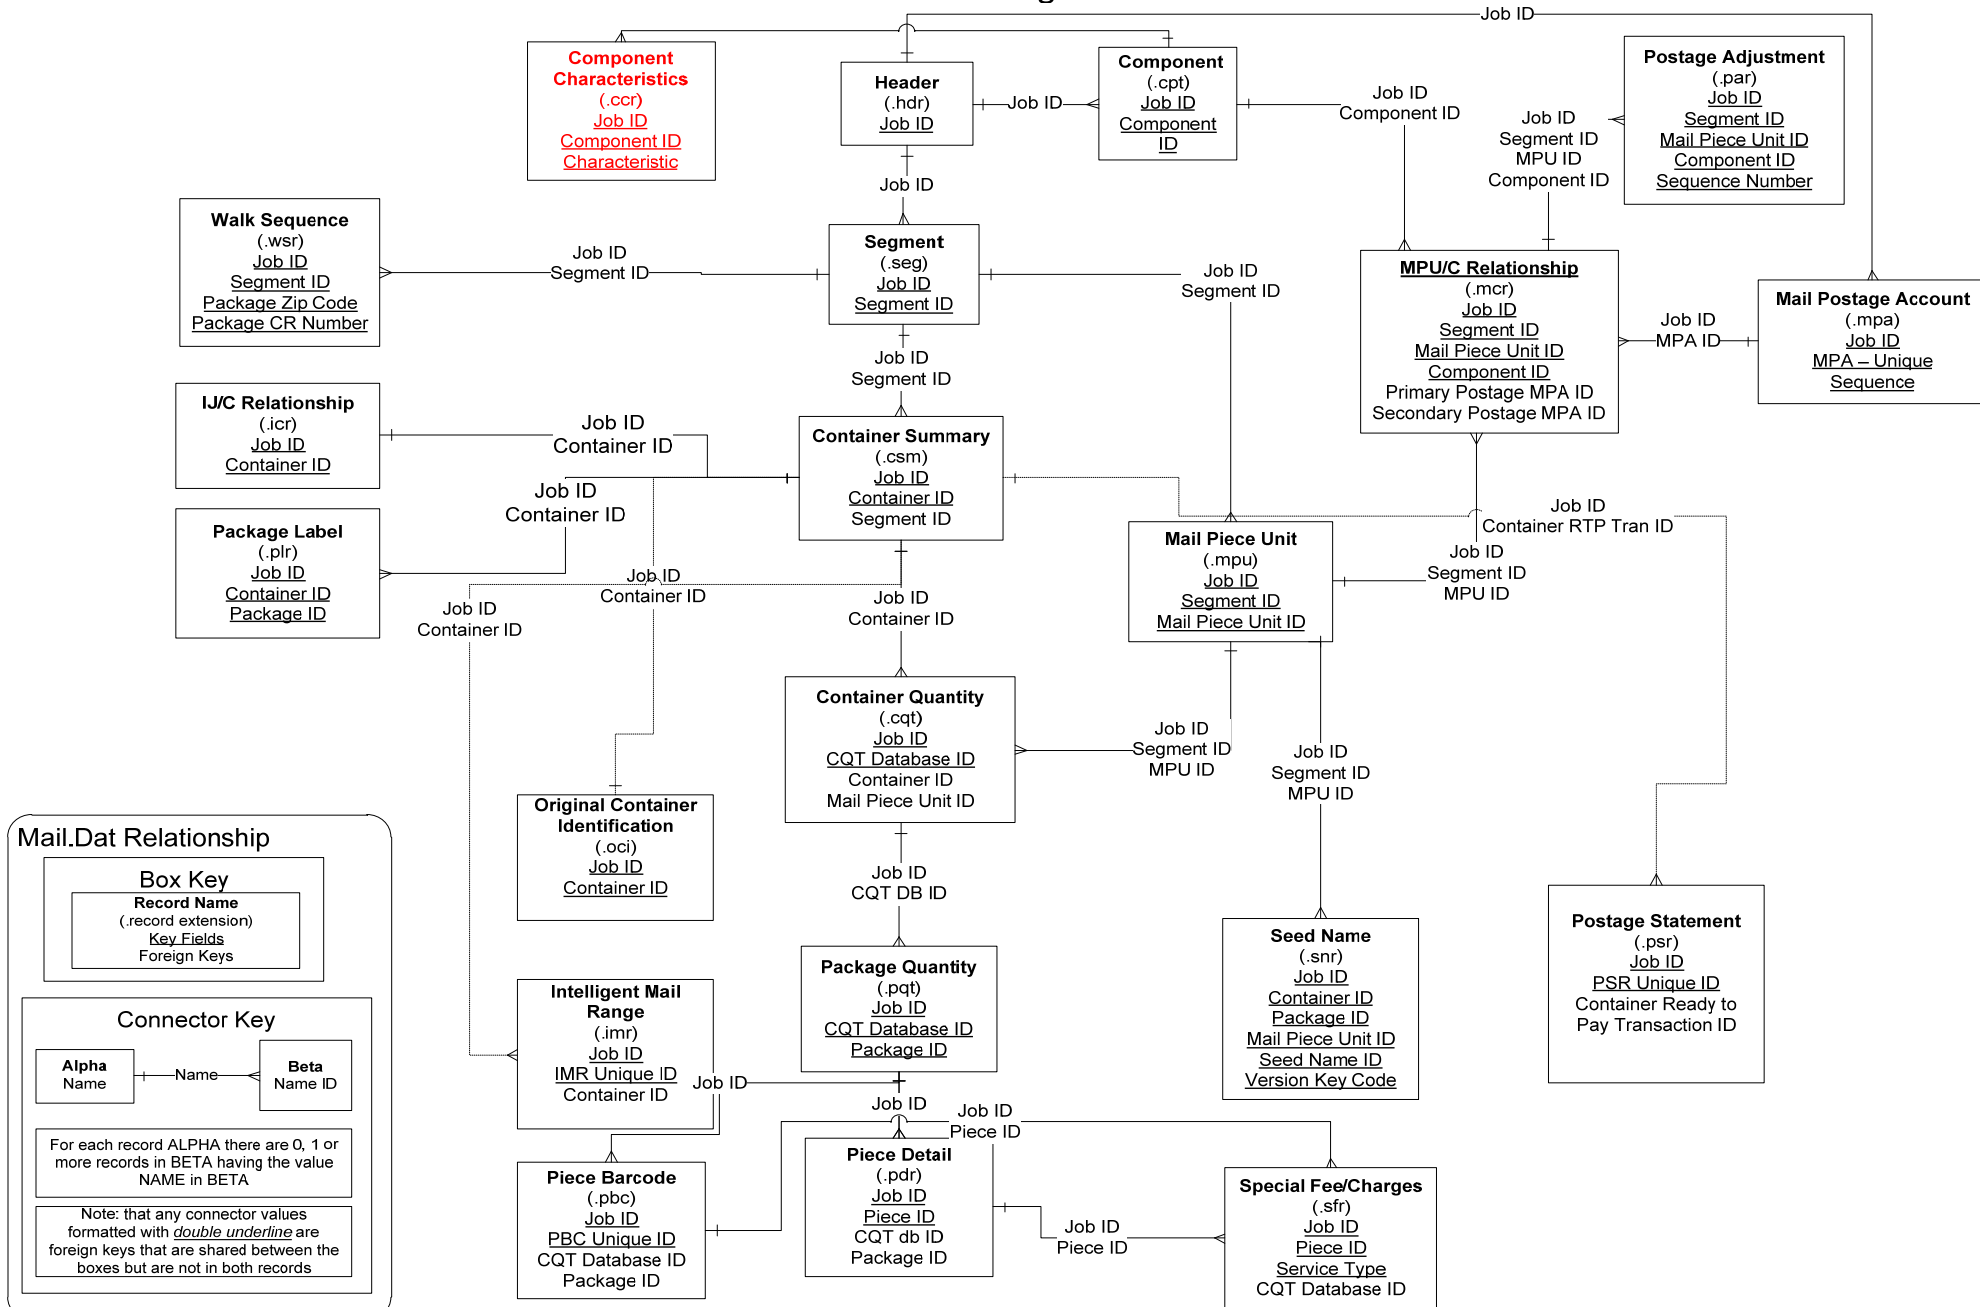 Job ID
Component
Characteristics
(.ccr)
Job ID
Component ID
Characteristic
Header
(.hdr)
Job ID
Job ID
Component
(.cpt)
Job ID
Component
ID
Job ID
Component ID
Postage Adjustment
(.par)
Job ID
Segment ID
Mail Piece Unit ID
Component ID
Sequence Number
Job ID
Segment ID
MPU ID
Component ID
Job ID
Walk Sequence
(.wsr)
Job ID
Segment ID
Package Zip Code
Package CR Number
Job ID
Segment ID
Segment
(.seg)
Job ID
Segment ID
Job ID
Segment ID
MPU/C Relationship
(.mcr)
Job ID
Segment ID
Mail Piece Unit ID
Component ID
Primary Postage MPA ID
Secondary Postage MPA ID
Job ID
MPA ID
Mail Postage Account
(.mpa)
Job ID
MPA – Unique
Sequence
Job ID
Segment ID
IJ/C Relationship
(.icr)
Job ID
Container ID
Job ID
Container ID
Container Summary
(.csm)
Job ID
Container ID
Segment ID
Job ID
Container ID
Package Label
(.plr)
Job ID
Container ID
Package ID
Job ID
Container RTP Tran ID
Mail Piece Unit
(.mpu)
Job ID
Segment ID
Mail Piece Unit ID
Job ID
Segment ID
MPU ID
Job ID
Container ID
Job ID
Container ID
Job ID
Container ID
Container Quantity
(.cqt)
Job ID
CQT Database ID
Container ID
Mail Piece Unit ID
Job ID
Segment ID
MPU ID
Job ID
Segment ID
MPU ID
Original Container
Identification
(.oci)
Job ID
Container ID
Job ID
CQT DB ID
Mail.Dat Relationship
Box Key
Record Name
(.record extension)
Key Fields
Foreign Keys
Connector Key
Alpha
Name
Name
Beta
Name ID
For each record ALPHA there are 0, 1 or
more records in BETA having the value
NAME in BETA
Note: that any connector values
formatted with double underline are
foreign keys that are shared between the
boxes but are not in both records
Intelligent Mail
Range
(.imr)
Job ID
IMR Unique ID
Container ID
Package Quantity
(.pqt)
Job ID
CQT Database ID
Package ID
Seed Name
(.snr)
Job ID
Container ID
Package ID
Mail Piece Unit ID
Seed Name ID
Version Key Code
Postage Statement
(.psr)
Job ID
PSR Unique ID
Container Ready to
Pay Transaction ID
Job ID
Job ID
Job ID
Piece ID
Piece Barcode
(.pbc)
Job ID
PBC Unique ID
CQT Database ID
Package ID
Piece Detail
(.pdr)
Job ID
Piece ID
CQT db ID
Package ID
Job ID
Piece ID
Special Fee/Charges
(.sfr)
Job ID
Piece ID
Service Type
CQT Database ID